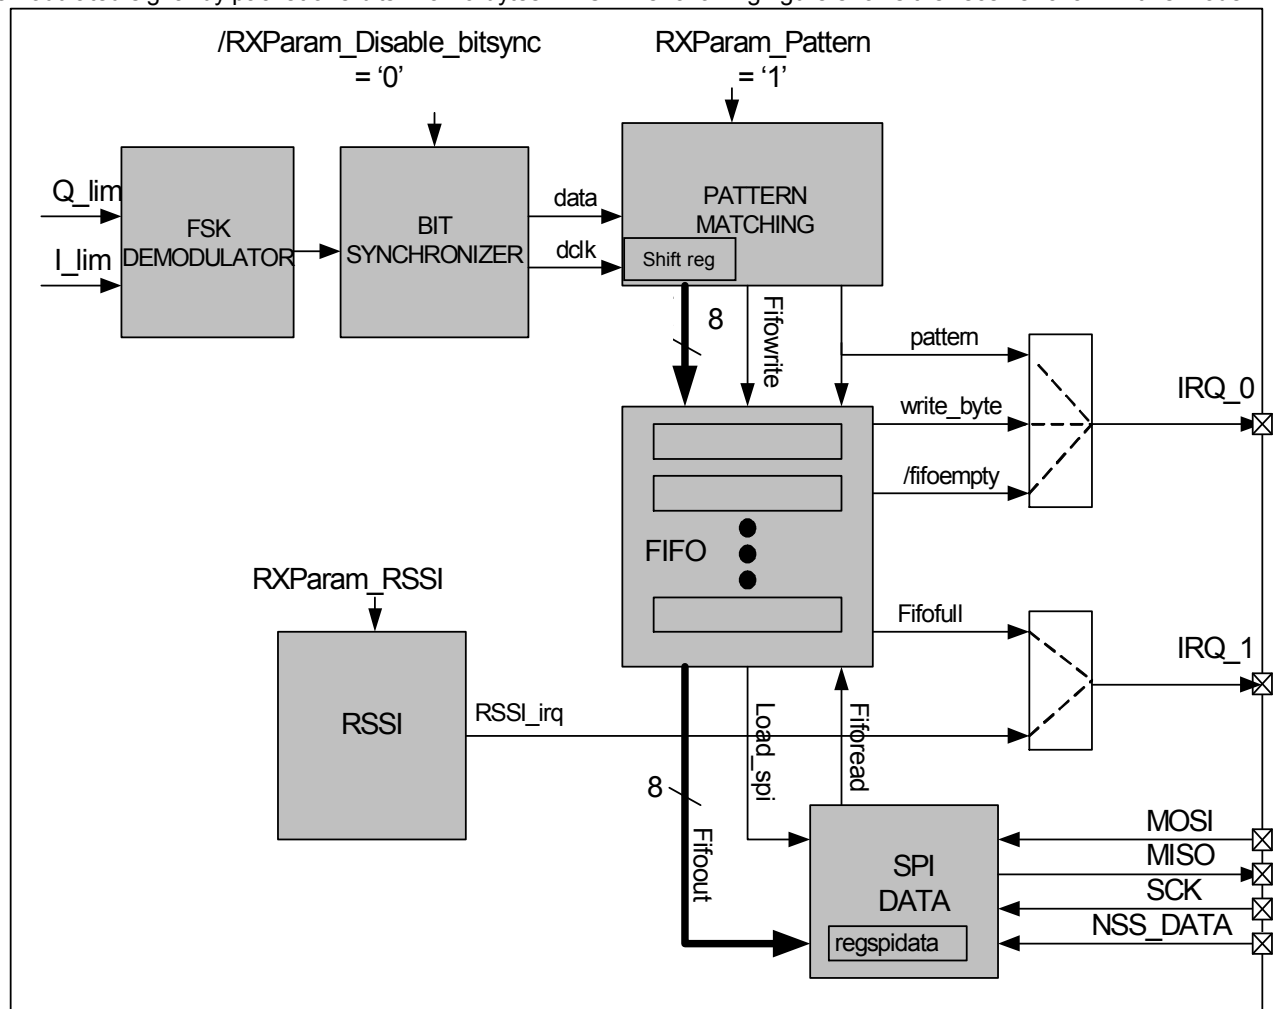 /RXParam_Disable_bitsync
= ‘0’
RXParam_Pattern
= ‘1’
Q_lim
I_lim
FSK
DEMODULATOR
BIT
SYNCHRONIZER
data
dclk
PATTERN
MATCHING
Shift reg
8
Fifowrite
pattern
write_byte
/fifoempty
IRQ_0
FIFO
RXParam_RSSI
RSSI
RSSI_irq
Fifofull
IRQ_1
Load_spi
Fiforead
8
Fifoout
SPI
DATA
regspidata
MOSI
MISO
SCK
NSS_DATA